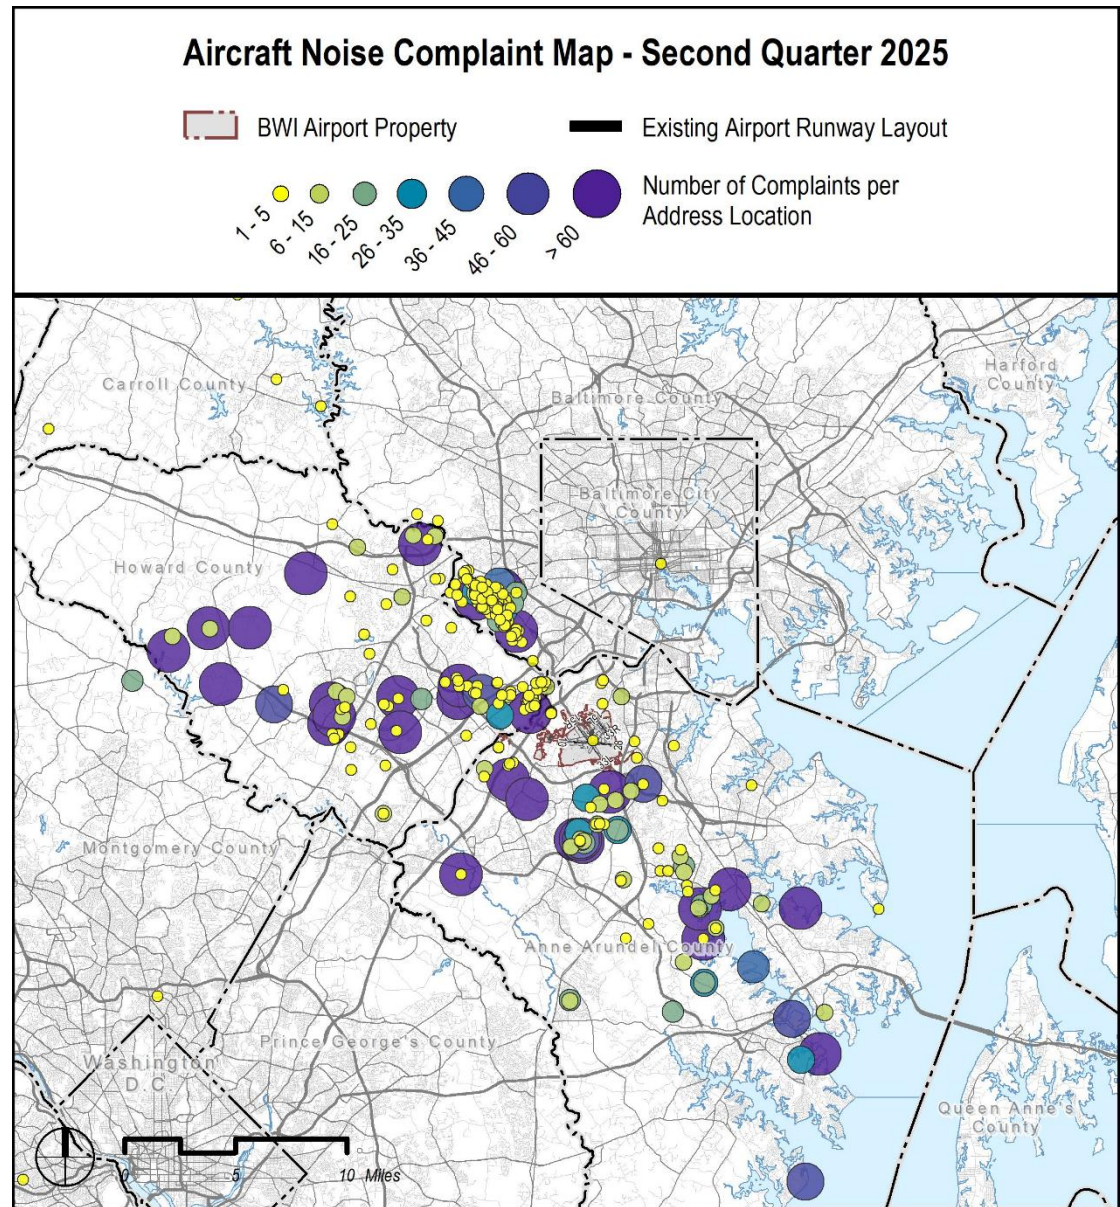 Aircraft Noise Complaint Map - Second Quarter 2025
BWI Airport Property
Existing Airport Runway Layout
1 - 5
6 - 15
16 - 25
26 - 35
36 - 45
46 - 60
> 60
Number of Complaints per
Address Location
Carroll County
Harford
County
Baltimore County
Baltimore City
County
Howard County
Montgomery County
Anne Arundel County
Prince George's County
Washington
D.C
Queen Anne's
County
0 5 10 Miles